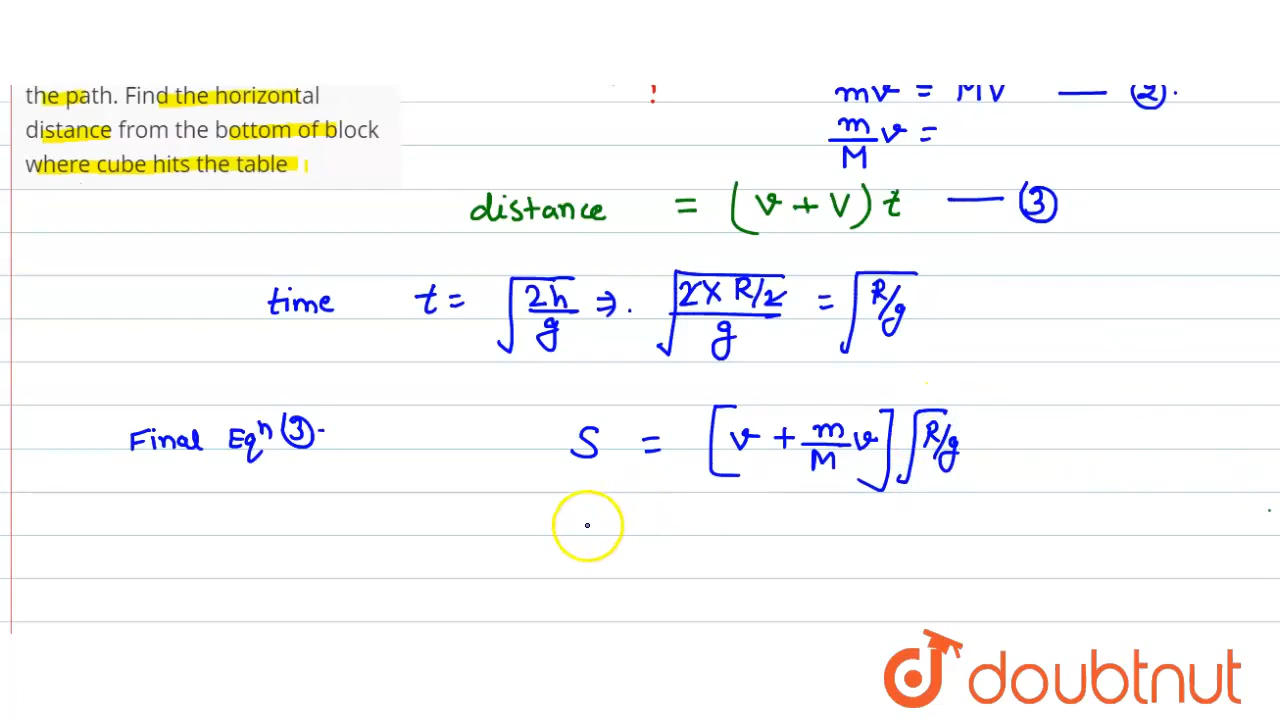 the path. Find the horizontal
distance from the bottom of block
where cube hits the table
!
mv = MV — ②.
m/M v =
distance = (v + V) t — ③
time t = √(2h/g) ⇒. √(2 × R/2 / g) = √(R/g)
Final Eqⁿ ③.
S = [v + m/M v] √(R/g)
doubtnut